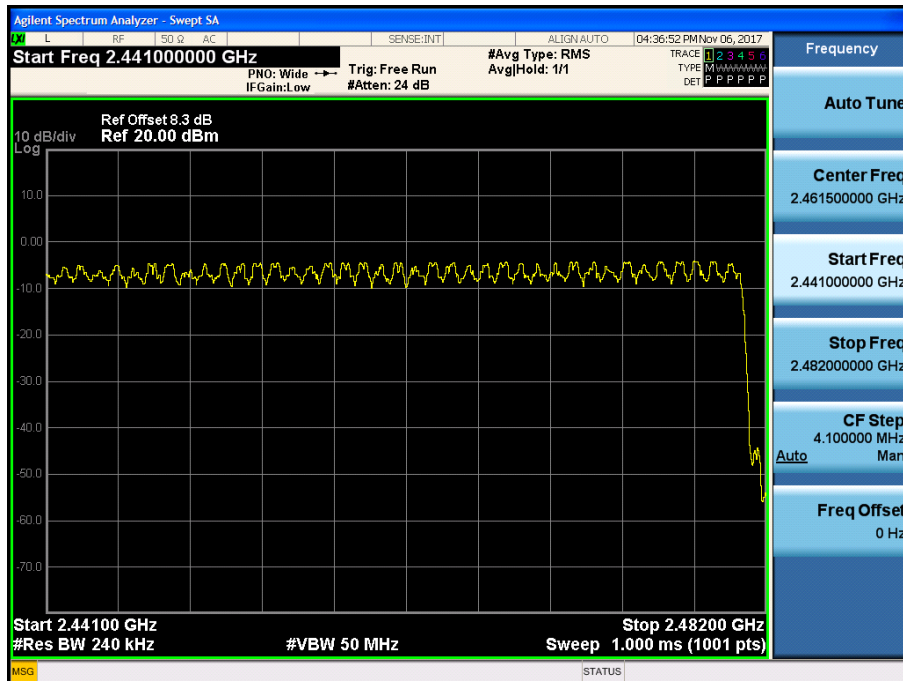 Agilent Spectrum Analyzer - Swept SA
LXI L RF 50 Ω AC SENSE:INT ALIGN AUTO 04:36:52 PM Nov 06, 2017
Start Freq 2.441000000 GHz
PNO: Wide
IFGain:Low
Trig: Free Run
#Atten: 24 dB
#Avg Type: RMS
Avg|Hold: 1/1
TRACE 1 2 3 4 5 6
TYPE M W W W W W
DET P P P P P P
Ref Offset 8.3 dB
Ref 20.00 dBm
10 dB/div
Log
10.0
0.00
-10.0
-20.0
-30.0
-40.0
-50.0
-60.0
-70.0
Start 2.44100 GHz
Stop 2.48200 GHz
#Res BW 240 kHz
#VBW 50 MHz
Sweep 1.000 ms (1001 pts)
MSG
STATUS
Frequency
Auto Tune
Center Freq
2.461500000 GHz
Start Freq
2.441000000 GHz
Stop Freq
2.482000000 GHz
CF Step
4.100000 MHz
Auto Man
Freq Offset
0 Hz